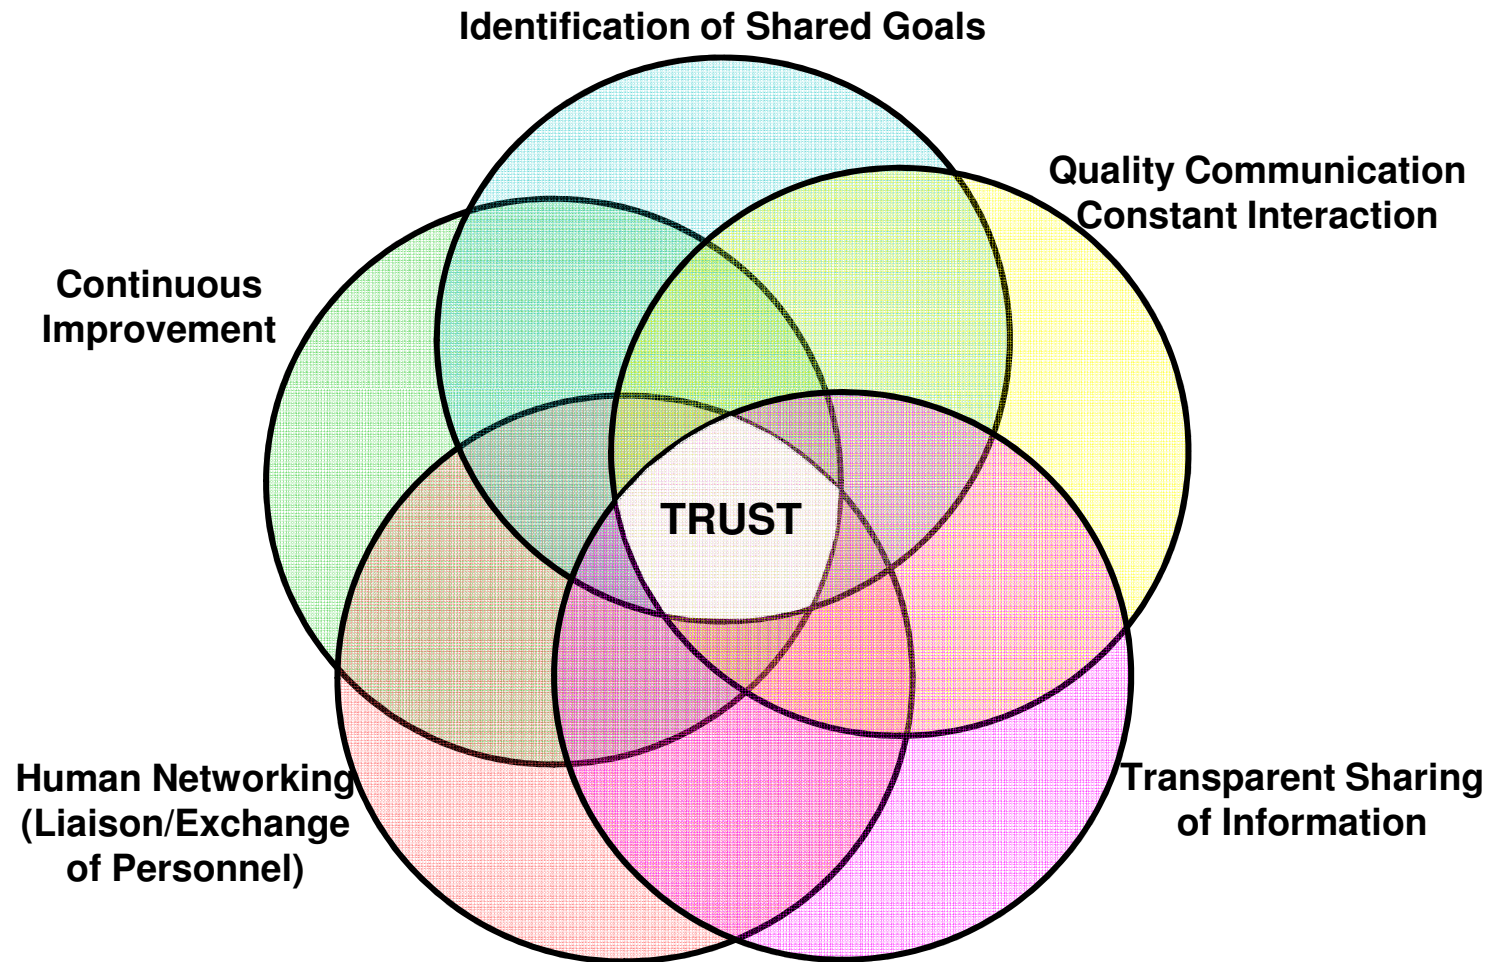 Identification of Shared Goals
Quality Communication
Constant Interaction
Continuous
Improvement
TRUST
Human Networking
(Liaison/Exchange
of Personnel)
Transparent Sharing
of Information